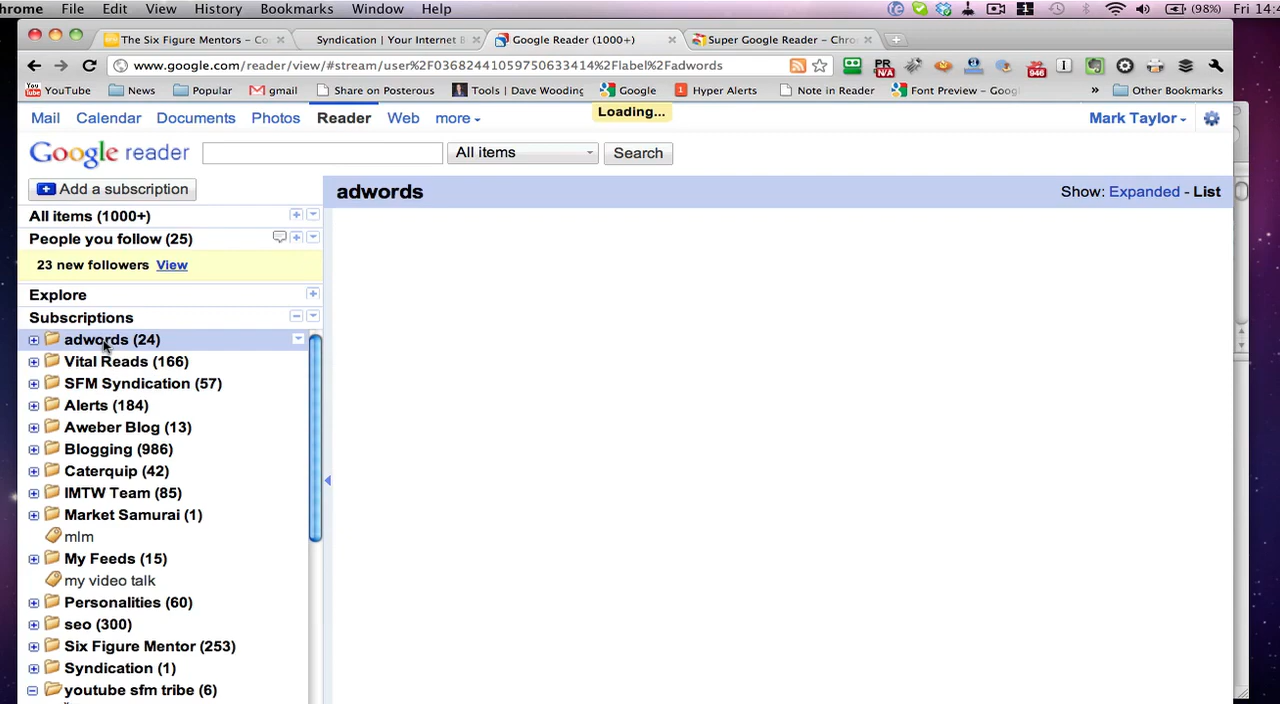 hrome File Edit View History Bookmarks Window Help 1 (98%) Fri 14:4
The Six Figure Mentors – Co Syndication | Your Internet B Google Reader (1000+) Super Google Reader – Chro
www.google.com/reader/view/#stream/user%2F03682441059750633414%2Flabel%2Fadwords PR N/A 946
You Tube YouTube News Popular gmail Share on Posterous Tools | Dave Wooding Google 1 Hyper Alerts Note in Reader Font Preview – Goog » Other Bookmarks
Loading...
Mail Calendar Documents Photos Reader Web more Mark Taylor
Google reader All items Search
Add a subscription
adwords Show: Expanded - List
All items (1000+)
People you follow (25)
23 new followers View
Explore
Subscriptions
adwords (24)
Vital Reads (166)
SFM Syndication (57)
Alerts (184)
Aweber Blog (13)
Blogging (986)
Caterquip (42)
IMTW Team (85)
Market Samurai (1)
mlm
My Feeds (15)
my video talk
Personalities (60)
seo (300)
Six Figure Mentor (253)
Syndication (1)
youtube sfm tribe (6)